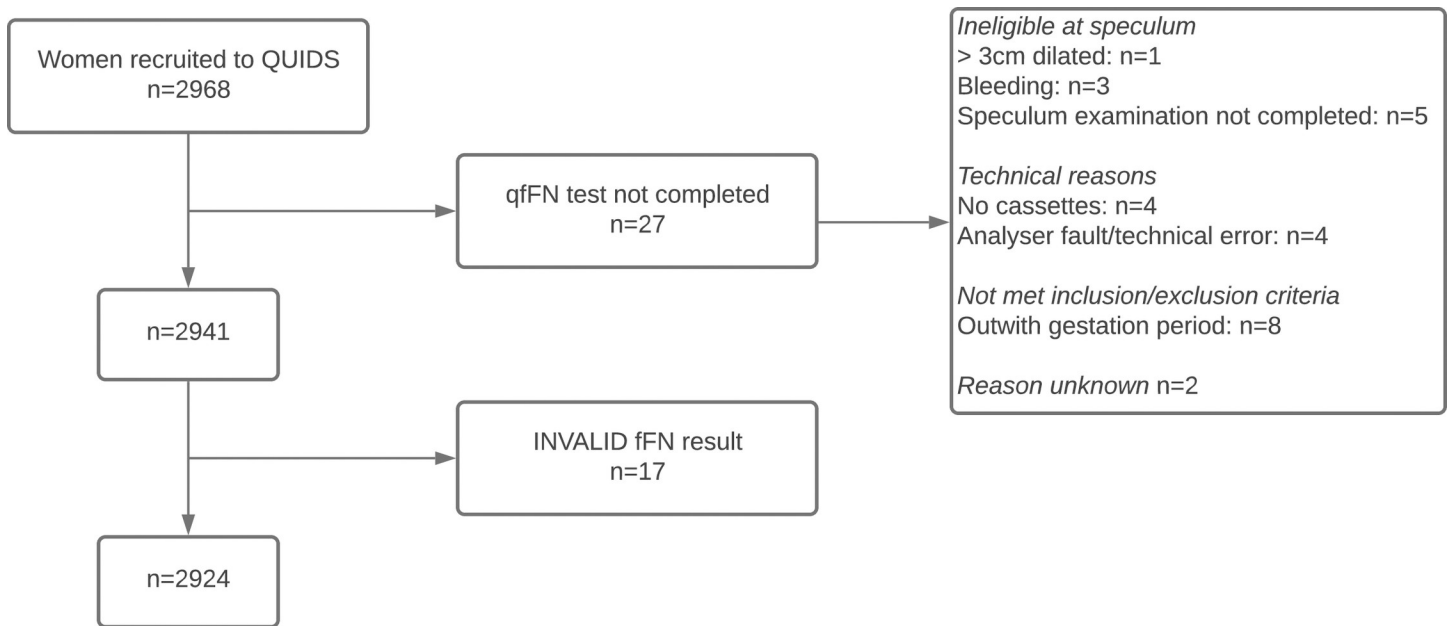 Women recruited to QUIDS
n=2968
qfFN test not completed
n=27
Ineligible at speculum
> 3cm dilated: n=1
Bleeding: n=3
Speculum examination not completed: n=5
Technical reasons
No cassettes: n=4
Analyser fault/technical error: n=4
Not met inclusion/exclusion criteria
Outwith gestation period: n=8
Reason unknown n=2
n=2941
INVALID fFN result
n=17
n=2924